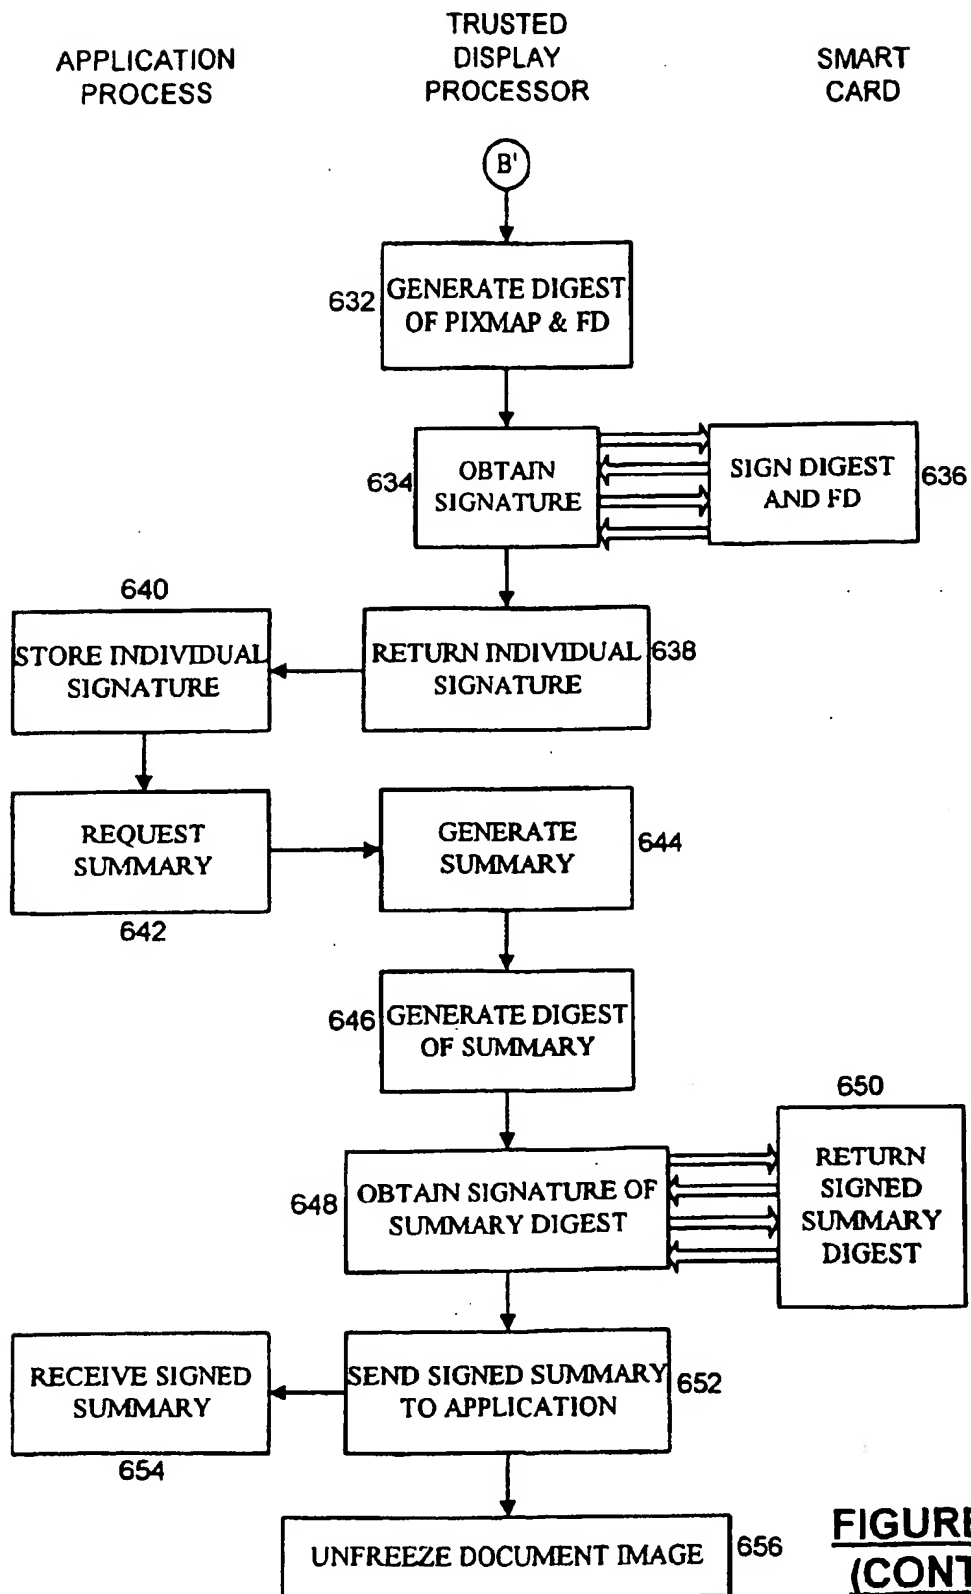 APPLICATION
PROCESS
TRUSTED
DISPLAY
PROCESSOR
SMART
CARD
B'
632
GENERATE DIGEST
OF PIXMAP & FD
634
OBTAIN
SIGNATURE
SIGN DIGEST
AND FD
636
640
STORE INDIVIDUAL
SIGNATURE
RETURN INDIVIDUAL
SIGNATURE
638
REQUEST
SUMMARY
642
GENERATE
SUMMARY
644
646
GENERATE DIGEST
OF SUMMARY
648
OBTAIN SIGNATURE OF
SUMMARY DIGEST
650
RETURN
SIGNED
SUMMARY
DIGEST
RECEIVE SIGNED
SUMMARY
654
SEND SIGNED SUMMARY
TO APPLICATION
652
UNFREEZE DOCUMENT IMAGE
656
FIGURE
(CONT